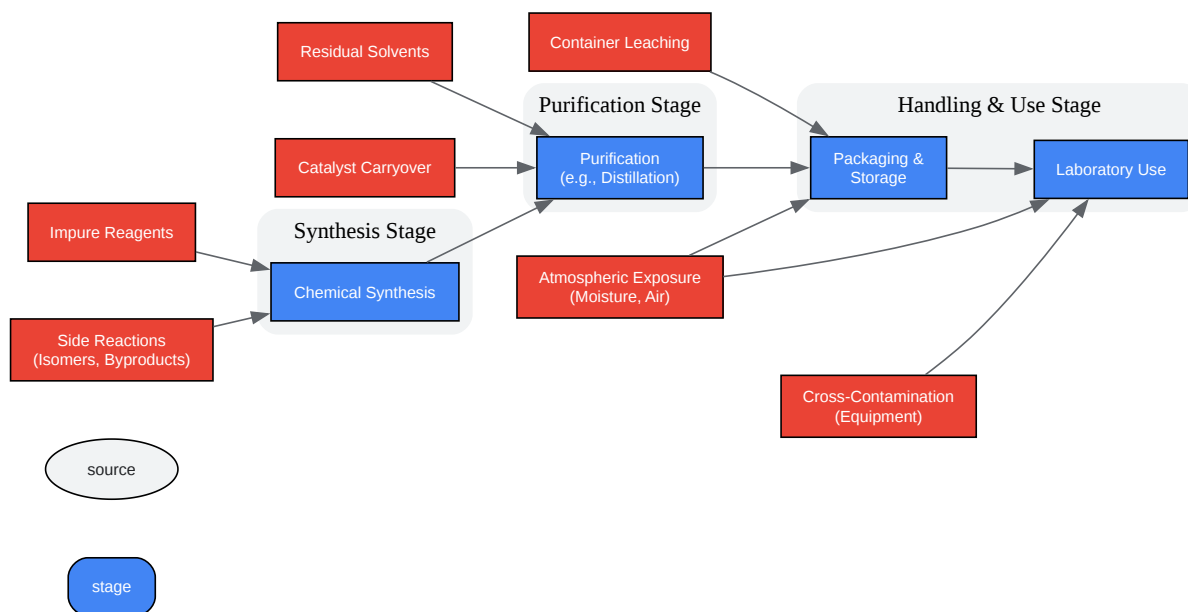 Container Leaching
Residual Solvents
Purification Stage
Handling & Use Stage
Catalyst Carryover
Purification
(e.g., Distillation)
Packaging &
Storage
Laboratory Use
Impure Reagents
Synthesis Stage
Chemical Synthesis
Atmospheric Exposure
(Moisture, Air)
Side Reactions
(Isomers, Byproducts)
Cross-Contamination
(Equipment)
source
stage